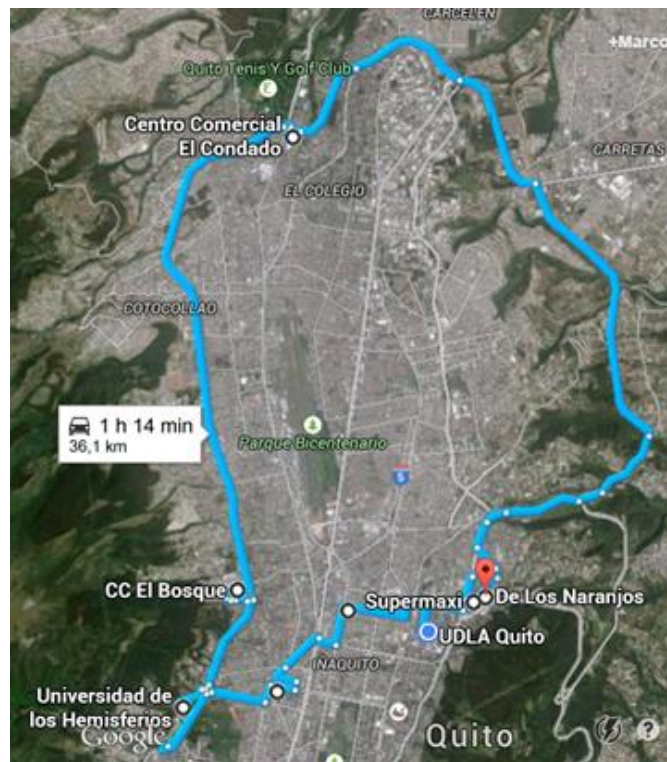 CARCELEN
+Marco
Quito Tenis Y Golf Club
Centro Comercial
El Condado
CARRETAS
EL COLEGIO
COTOCOLLAO
1 h 14 min
36,1 km
Parque Bicentenario
5
CC El Bosque
Supermaxi
De Los Naranjos
UDLA Quito
IÑAQUITO
Universidad de
los Hemisferios
Google
Quito
?